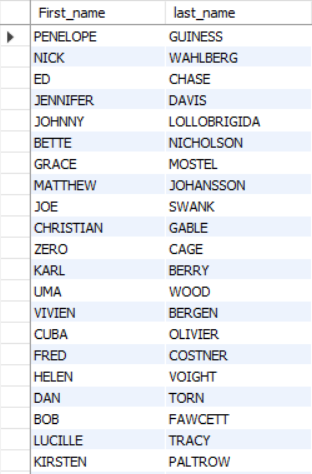 First_name last_name
PENELOPE GUINESS
NICK WAHLBERG
ED CHASE
JENNIFER DAVIS
JOHNNY LOLLOBRIGIDA
BETTE NICHOLSON
GRACE MOSTEL
MATTHEW JOHANSSON
JOE SWANK
CHRISTIAN GABLE
ZERO CAGE
KARL BERRY
UMA WOOD
VIVIEN BERGEN
CUBA OLIVIER
FRED COSTNER
HELEN VOIGHT
DAN TORN
BOB FAWCETT
LUCILLE TRACY
KIRSTEN PALTROW